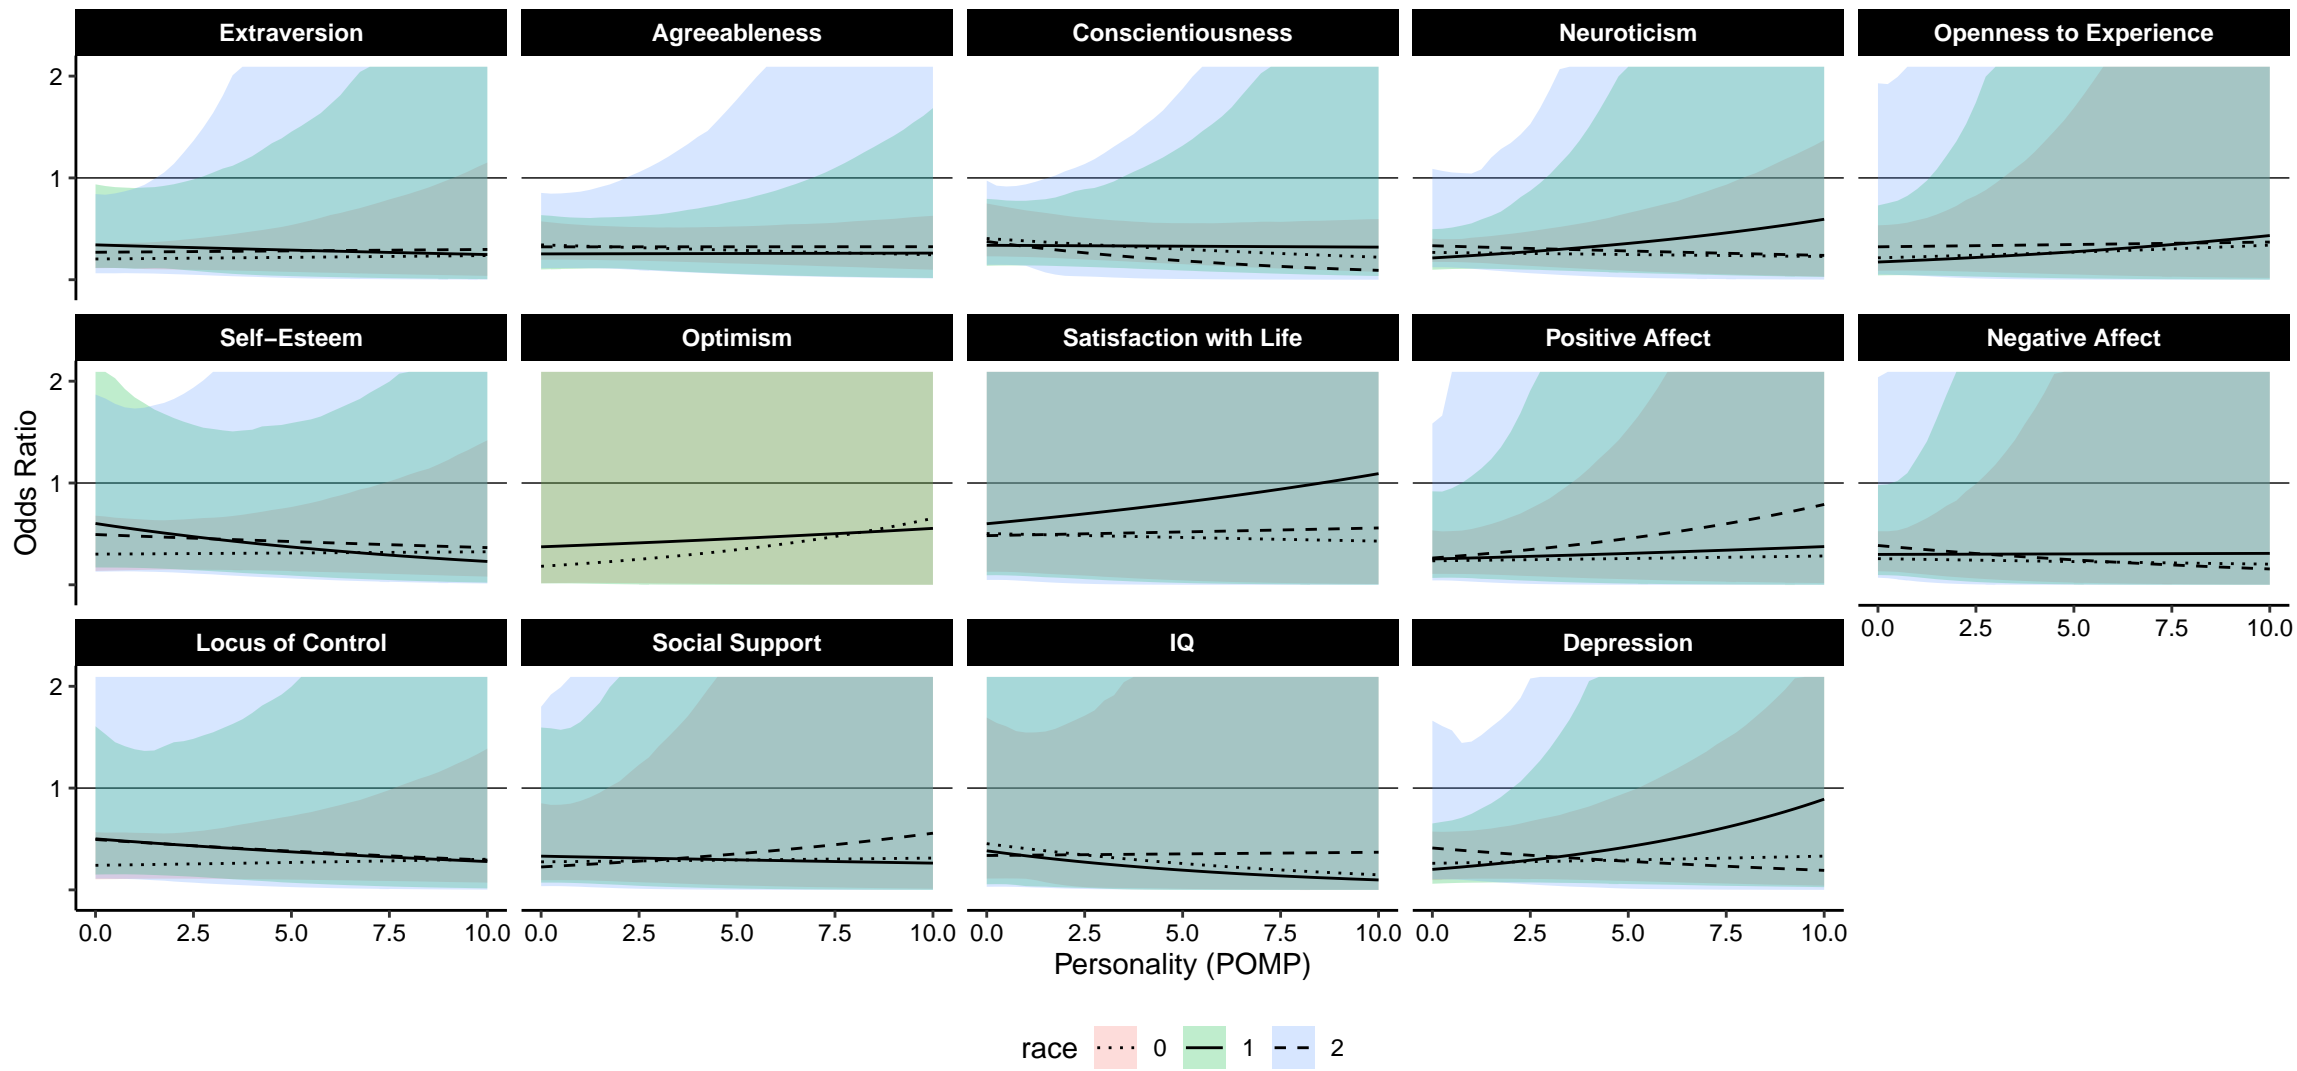 Extraversion Agreeableness Conscientiousness Neuroticism Openness to Experience
2
1
Self−Esteem Optimism Satisfaction with Life Positive Affect Negative Affect
2
1
Odds Ratio
0.0 2.5 5.0 7.5 10.0
Locus of Control Social Support IQ Depression
2
1
0.0 2.5 5.0 7.5 10.0 0.0 2.5 5.0 7.5 10.0 0.0 2.5 5.0 7.5 10.0 0.0 2.5 5.0 7.5 10.0
Personality (POMP)
race 0 1 2